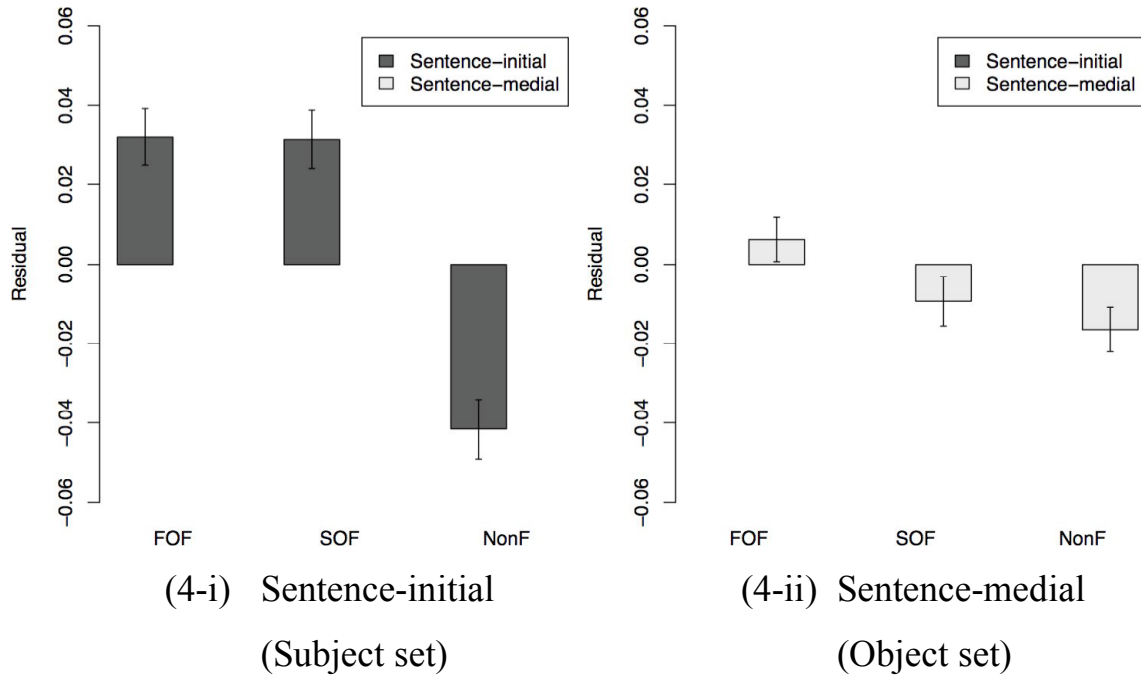 0.06
0.04
0.02
0.00
−0.02
−0.04
−0.06
Residual
Sentence−initial
Sentence−medial
FOF
SOF
NonF
(4-i) Sentence-initial
(Subject set)
0.06
0.04
0.02
0.00
−0.02
−0.04
−0.06
Residual
Sentence−initial
Sentence−medial
FOF
SOF
NonF
(4-ii) Sentence-medial
(Object set)